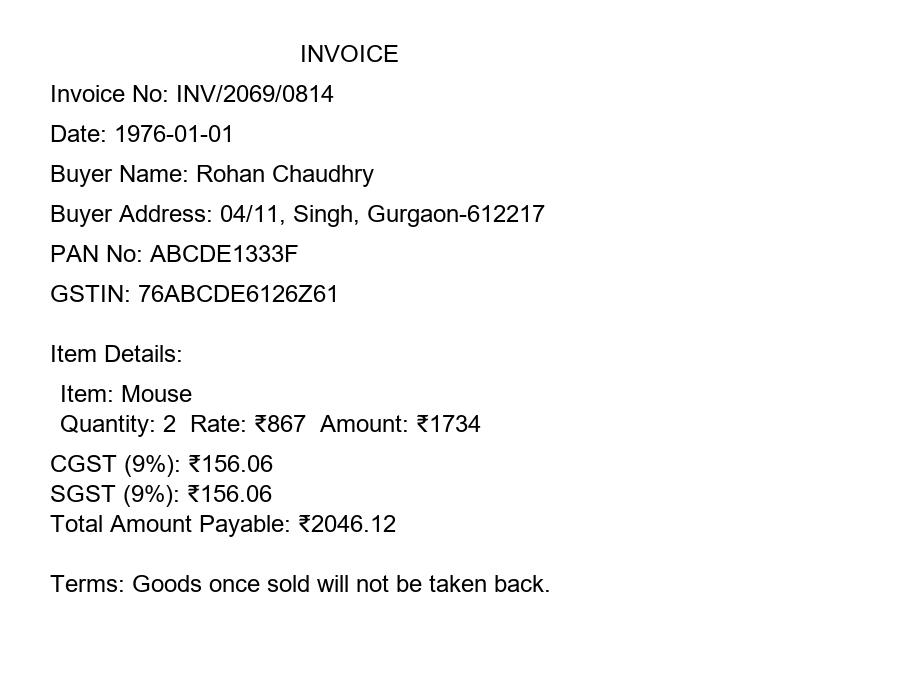 INVOICE
Invoice No: INV/2069/0814
Date: 1976-01-01
Buyer Name: Rohan Chaudhry
Buyer Address: 04/11, Singh, Gurgaon-612217
PAN No: ABCDE1333F
GSTIN: 76ABCDE6126Z61
Item Details:
Item: Mouse
Quantity: 2  Rate: ₹867  Amount: ₹1734
CGST (9%): ₹156.06
SGST (9%): ₹156.06
Total Amount Payable: ₹2046.12
Terms: Goods once sold will not be taken back.